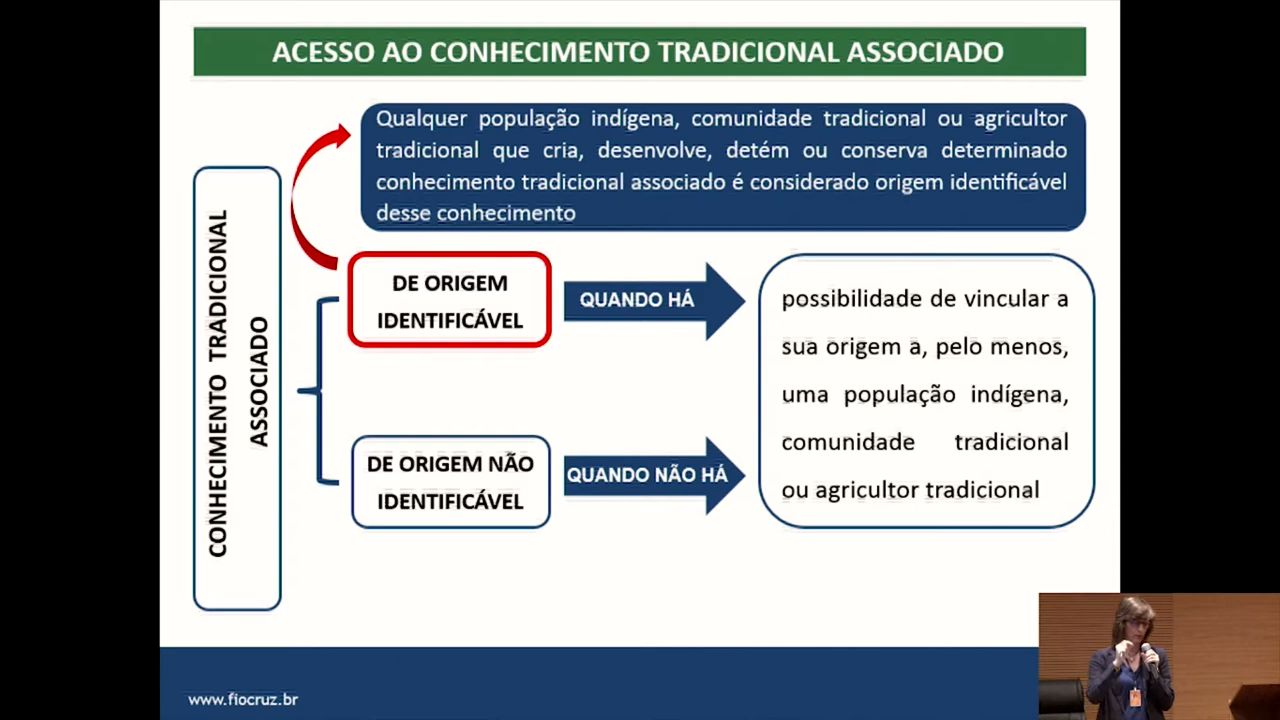 ACESSO AO CONHECIMENTO TRADICIONAL ASSOCIADO
Qualquer população indígena, comunidade tradicional ou agricultor
tradicional que cria, desenvolve, detém ou conserva determinado
conhecimento tradicional associado é considerado origem identificável
desse conhecimento
CONHECIMENTO TRADICIONAL
ASSOCIADO
DE ORIGEM
IDENTIFICÁVEL
QUANDO HÁ
DE ORIGEM NÃO
IDENTIFICÁVEL
QUANDO NÃO HÁ
possibilidade de vincular a
sua origem a, pelo menos,
uma população indígena,
comunidade tradicional
ou agricultor tradicional
www.fiocruz.br